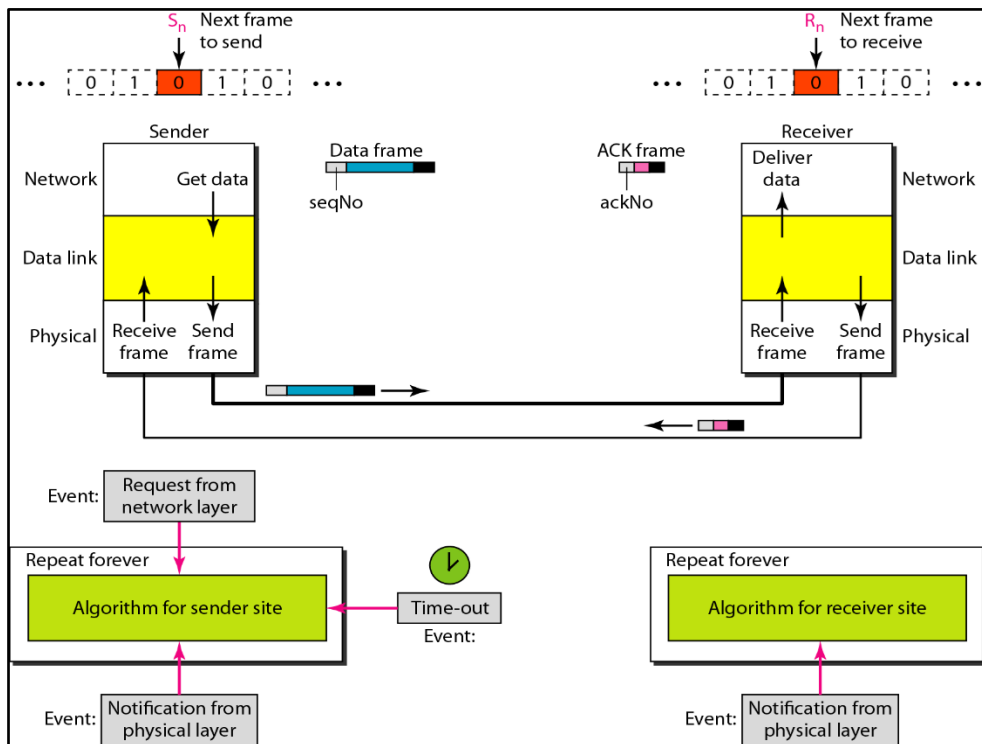 Sn Next frame
to send
Rn Next frame
to receive
••• 0 1 0 1 0 •••
••• 0 1 0 1 0 •••
Sender
Receiver
Data frame
ACK frame
seqNo
ackNo
Network
Get data
Deliver
data
Network
Data link
Data link
Physical
Receive
frame
Send
frame
Receive
frame
Send
frame
Physical
Event:
Request from
network layer
Repeat forever
Algorithm for sender site
Time-out
Event:
Repeat forever
Algorithm for receiver site
Event:
Notification from
physical layer
Event:
Notification from
physical layer